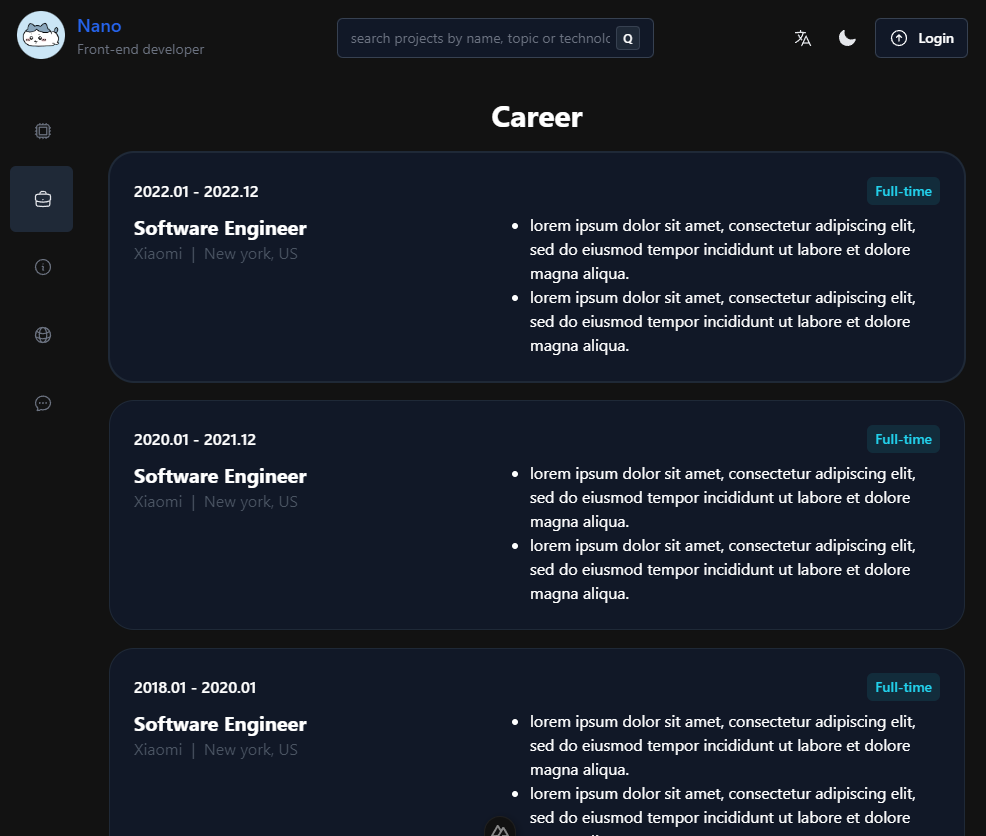 Nano
Front-end developer
search projects by name, topic or technolo
Q
Login
Career
2022.01 - 2022.12
Full-time
Software Engineer
Xiaomi | New york, US
lorem ipsum dolor sit amet, consectetur adipiscing elit,
sed do eiusmod tempor incididunt ut labore et dolore
magna aliqua.
lorem ipsum dolor sit amet, consectetur adipiscing elit,
sed do eiusmod tempor incididunt ut labore et dolore
magna aliqua.
2020.01 - 2021.12
Full-time
Software Engineer
Xiaomi | New york, US
lorem ipsum dolor sit amet, consectetur adipiscing elit,
sed do eiusmod tempor incididunt ut labore et dolore
magna aliqua.
lorem ipsum dolor sit amet, consectetur adipiscing elit,
sed do eiusmod tempor incididunt ut labore et dolore
magna aliqua.
2018.01 - 2020.01
Full-time
Software Engineer
Xiaomi | New york, US
lorem ipsum dolor sit amet, consectetur adipiscing elit,
sed do eiusmod tempor incididunt ut labore et dolore
magna aliqua.
lorem ipsum dolor sit amet, consectetur adipiscing elit,
sed do eiusmod tempor incididunt ut labore et dolore